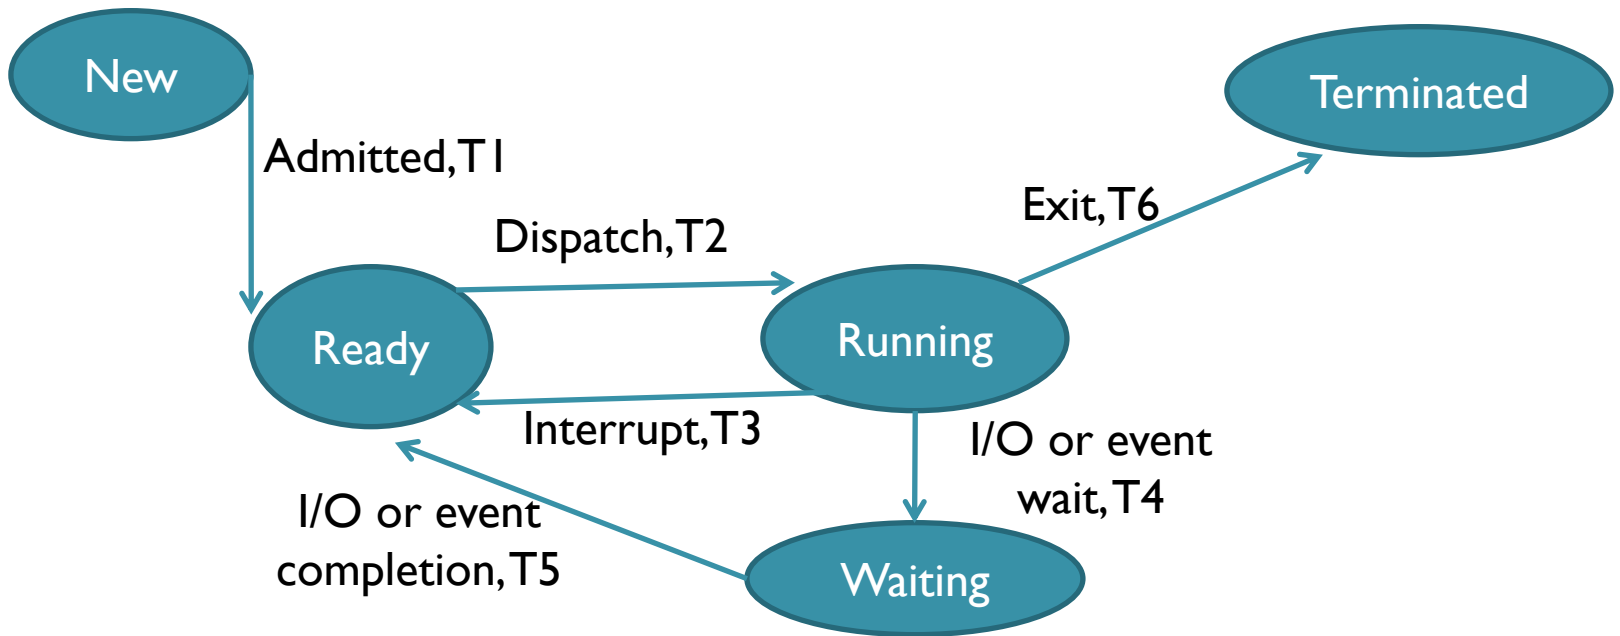 New
Terminated
Admitted,T1
Exit,T6
Dispatch,T2
Ready
Running
Interrupt,T3
I/O or event
wait,T4
I/O or event
completion,T5
Waiting